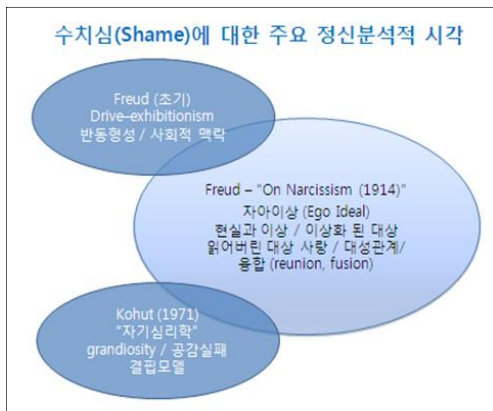 수치심(Shame)에 대한 주요 정신분석적 시각
Freud (초기)
Drive-exhibitionism
반동형성 / 사회적 맥락
Freud – "On Narcissism (1914)"
자아이상 (Ego Ideal)
현실과 이상 / 이상화 된 대상
잃어버린 대상 사랑 / 대성관계/
융합 (reunion, fusion)
Kohut (1971)
"자기심리학"
grandiosity / 공감실패
결핍모델